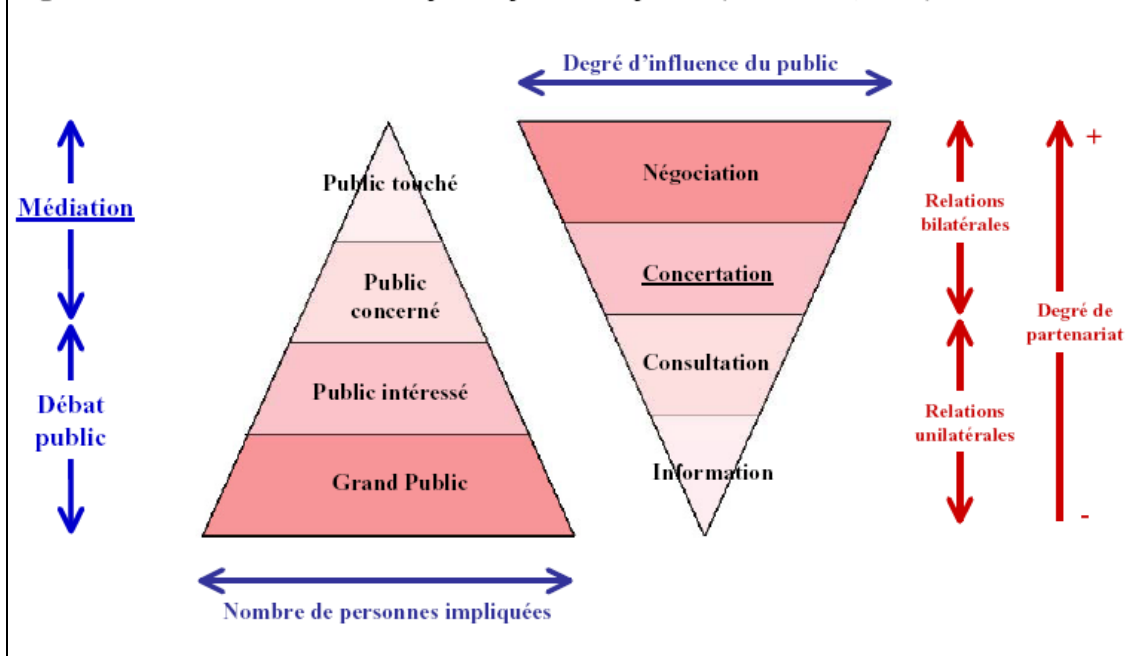 Degré d'influence du public
Public touché
Négociation
Médiation
Relations
bilatérales
+
Public
concerné
Concertation
Degré de
partenariat
Public intéressé
Consultation
Débat
public
Relations
unilatérales
Grand Public
Information
-
Nombre de personnes impliquées